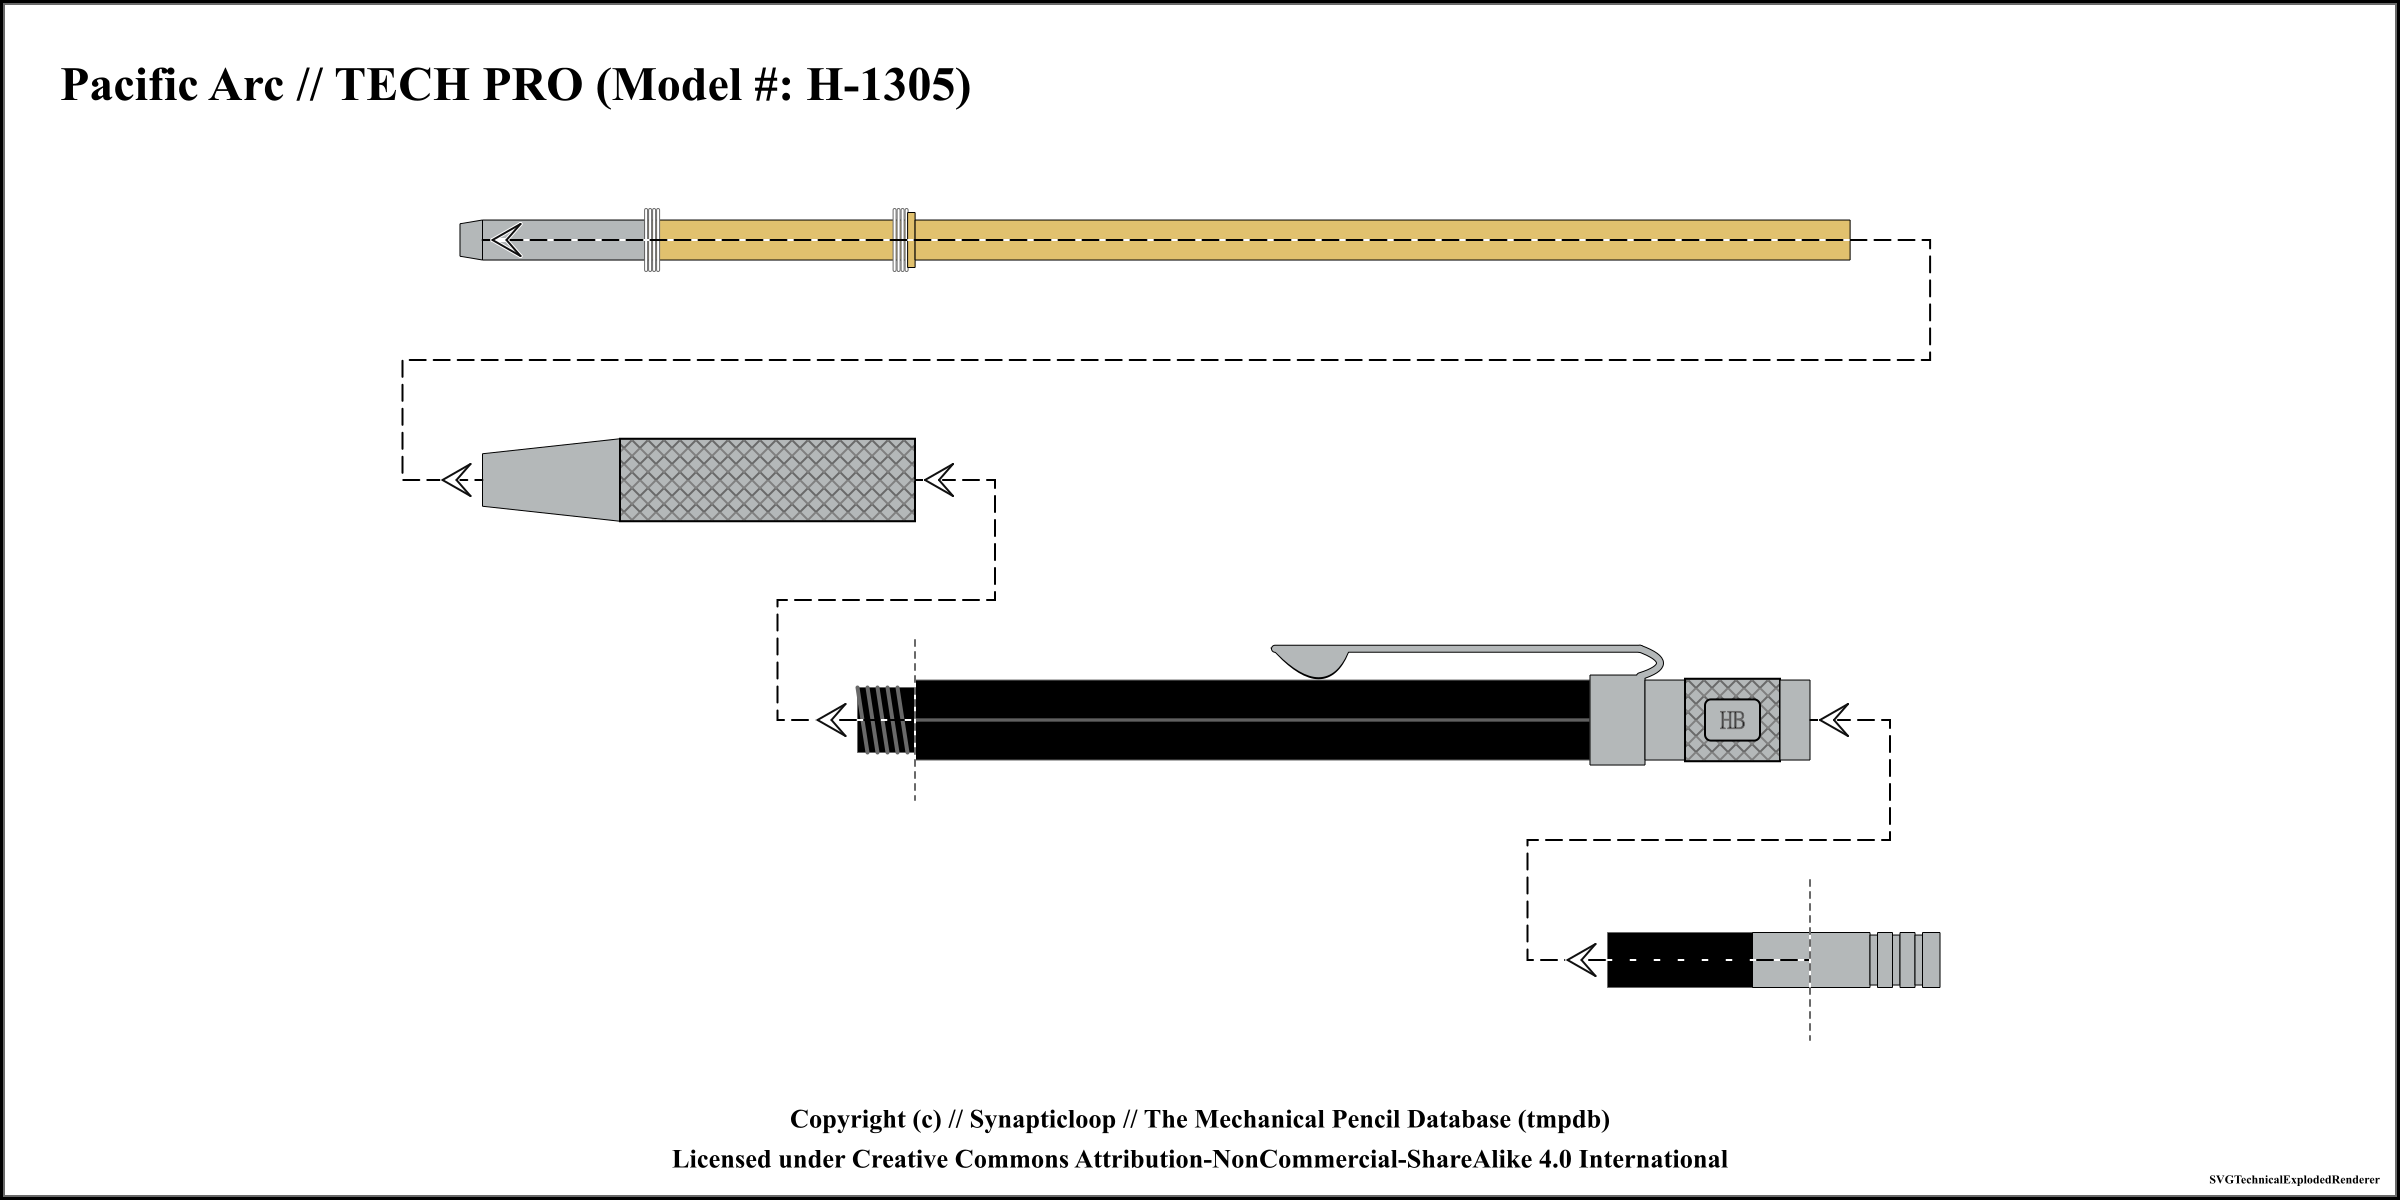 Pacific Arc // TECH PRO (Model #: H-1305)
HB
Copyright (c) // Synapticloop // The Mechanical Pencil Database (tmpdb)
Licensed under Creative Commons Attribution-NonCommercial-ShareAlike 4.0 International
SVGTechnicalExplodedRenderer